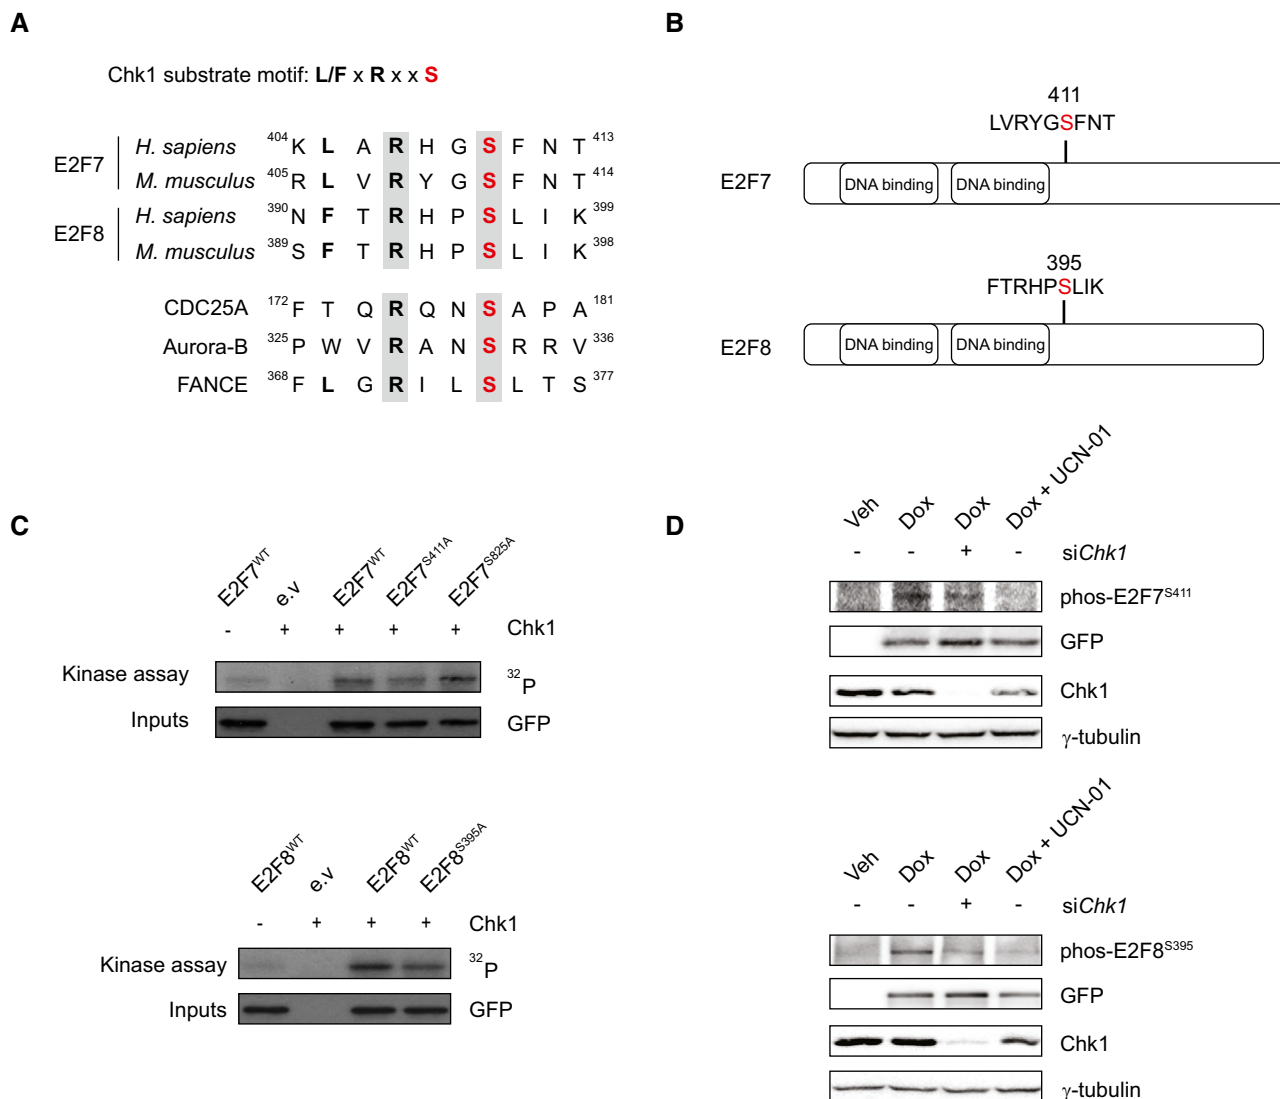 A
Chk1 substrate motif: L/F x R x x S
E2F7
H. sapiens 404 K L A R H G S F N T 413
M. musculus 405 R L V R Y G S F N T 414
E2F8
H. sapiens 390 N F T R H P S L I K 399
M. musculus 389 S F T R H P S L I K 398
CDC25A 172 F T Q R Q N S A P A 181
Aurora-B 325 P W V R A N S R R V 336
FANCE 368 F L G R I L S L T S 377
B
411
LVRYGSFNT
E2F7 DNA binding DNA binding
395
FTRHPSLIK
E2F8 DNA binding DNA binding
C
E2F7WT e.v E2F7WT E2F7S411A E2F7S825A
- + + + + Chk1
Kinase assay 32P
Inputs GFP
E2F8WT e.v E2F8WT E2F8S395A
- + + + Chk1
Kinase assay 32P
Inputs GFP
D
Veh Dox Dox Dox + UCN-01
- - + - siChk1
phos-E2F7S411
GFP
Chk1
γ-tubulin
Veh Dox Dox Dox + UCN-01
- - + - siChk1
phos-E2F8S395
GFP
Chk1
γ-tubulin